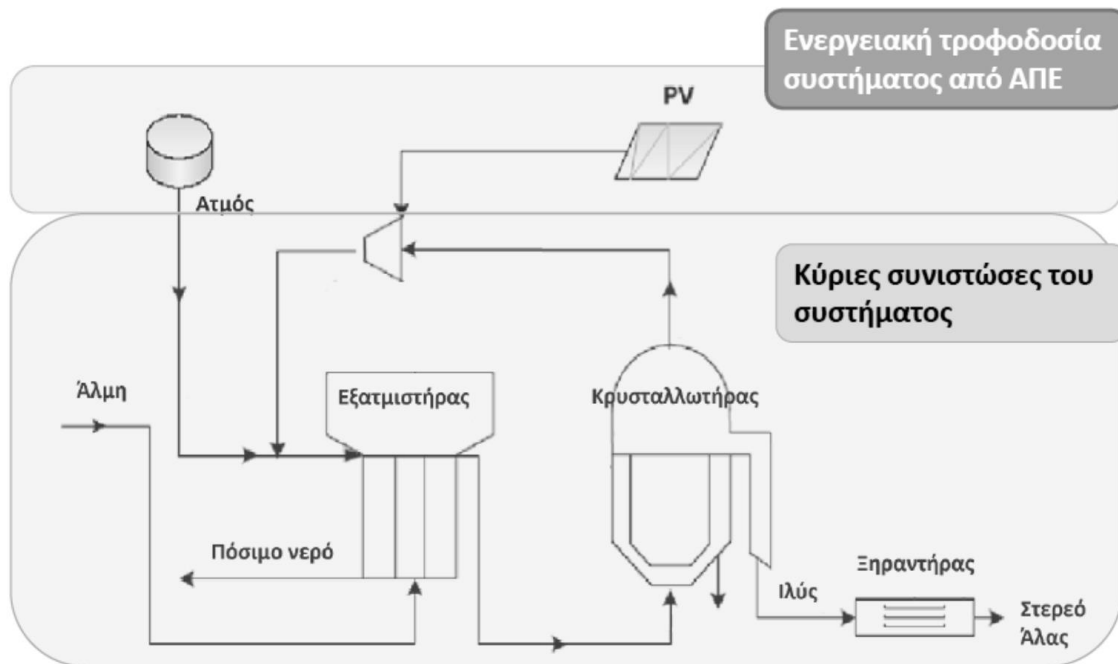 Ενεργειακή τροφοδοσία
συστήματος από ΑΠΕ
PV
Ατμός
Κύριες συνιστώσες του
συστήματος
Άλμη
Εξατμιστήρας
Κρυσταλλωτήρας
Πόσιμο νερό
Ξηραντήρας
Ιλύς
Στερεό
Άλας